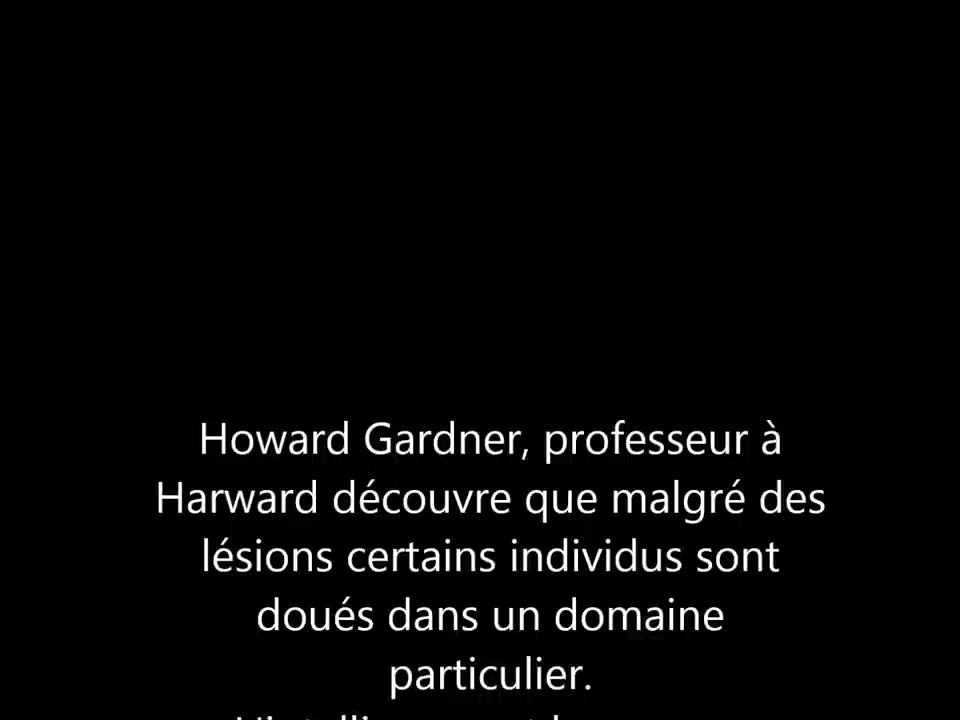 Howard Gardner, professeur à
Harward découvre que malgré des
lésions certains individus sont
doués dans un domaine
particulier.